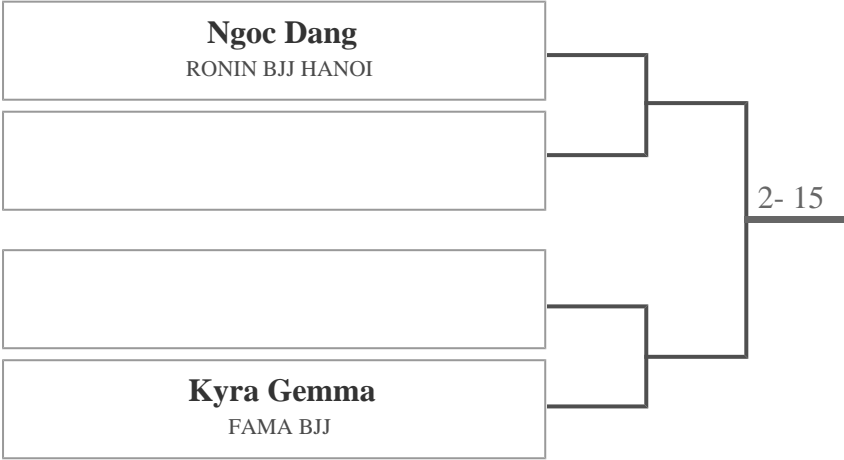 Ngoc Dang
RONIN BJJ HANOI
2- 15
Kyra Gemma
FAMA BJJ